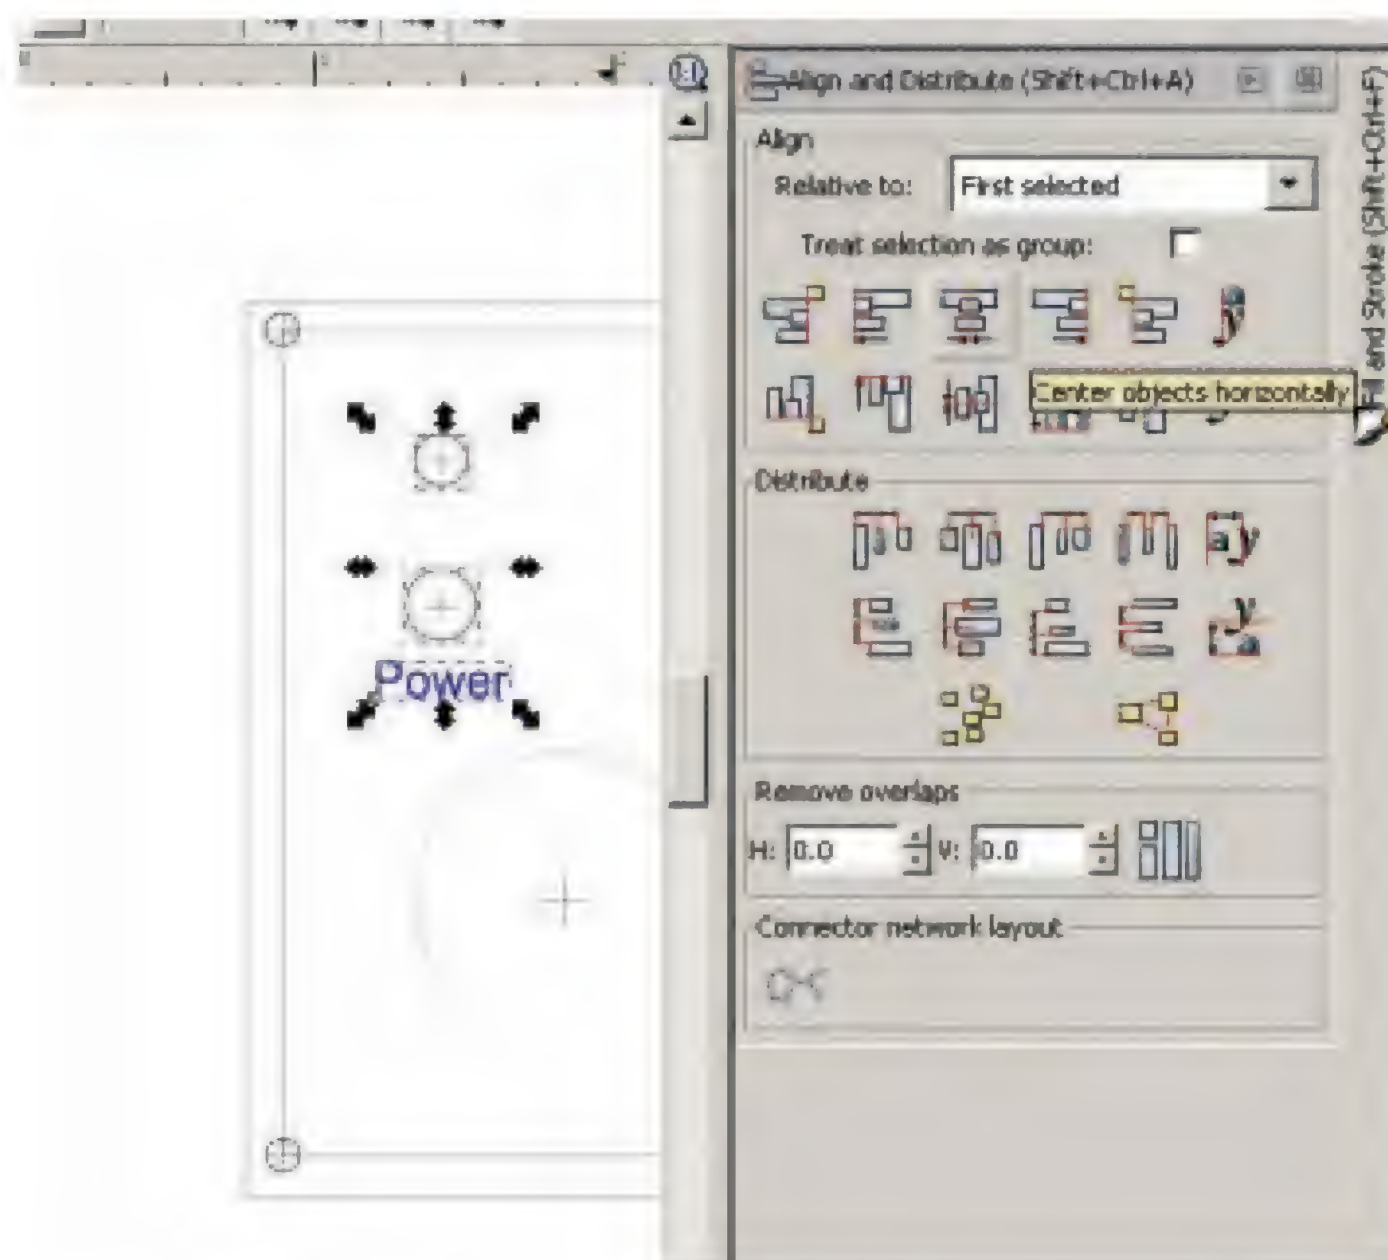 Align and Distribute (Shift+Ctrl+A)
Align
Relative to: First selected
Treat selection as group:
Center objects horizontally
Distribute
Remove overlaps
H: 0.0 V: 0.0
Connector network layout
Fill and Stroke (Shift+Ctrl+F)
Power